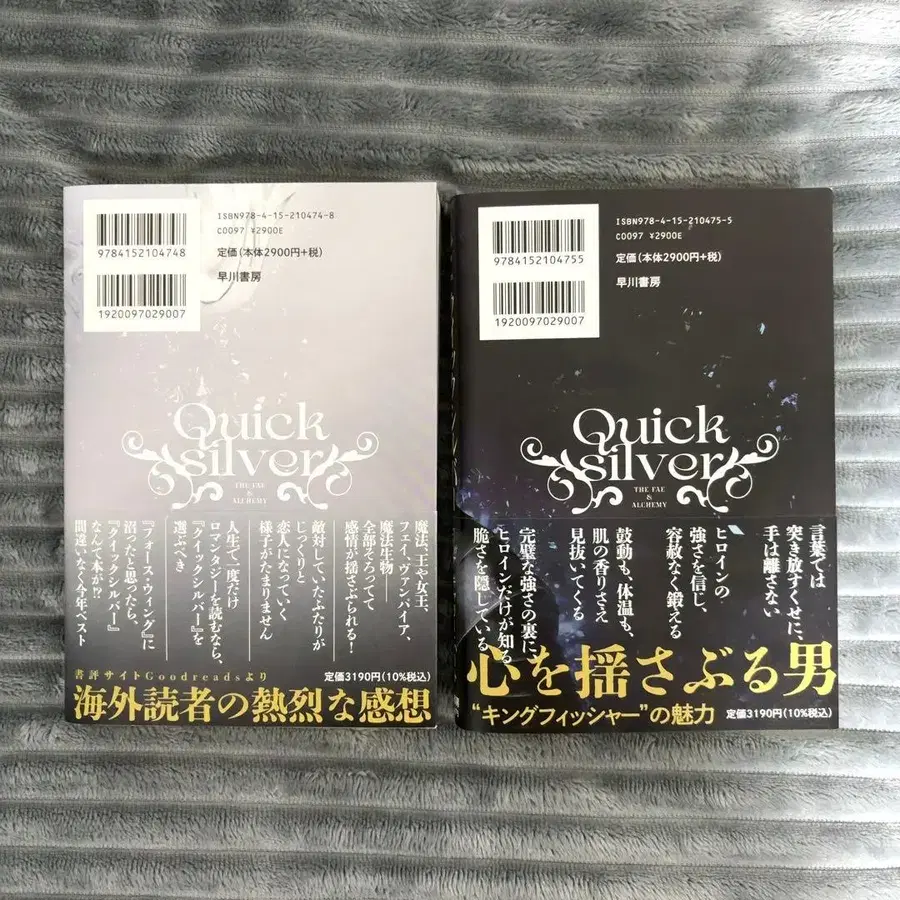 ISBN978-4-15-210474-8
C0097 ¥2900E
9784152104748
定価(本体2900円+税)
1920097029007
早川書房
Quick
silver
THE FAE
&
ALCHEMY
魔法、王や女王、
フェイ、ヴァンパイア、
魔法生物――
全部そろってて
感情が揺さぶられる!
敵対していたふたりが
じっくりと
恋人になっていく
様子がたまりません
人生で一度だけ
ロマンタジーを読むなら、
『クイックシルバー』を
選ぶべき
『フォース・ウィング』に
沼ったと思ったら、
『クイックシルバー』
なんて本が!?
間違いなく今年ベスト
書評サイトGoodreadsより
定価3190円(10%税込)
海外読者の熱烈な感想
ISBN978-4-15-210475-5
C0097 ¥2900E
9784152104755
定価(本体2900円+税)
1920097029007
早川書房
Quick
silver
THE FAE
&
ALCHEMY
言葉では
突き放すくせに、
手は離さない
ヒロインの
強さを信じ、
容赦なく鍛える
鼓動も、体温も、
肌の香りさえ
見抜いてくる
完璧な強さの裏に、
ヒロインだけが知る
脆さを隠している
心を揺さぶる男
“キングフィッシャー”の魅力
定価3190円(10%税込)